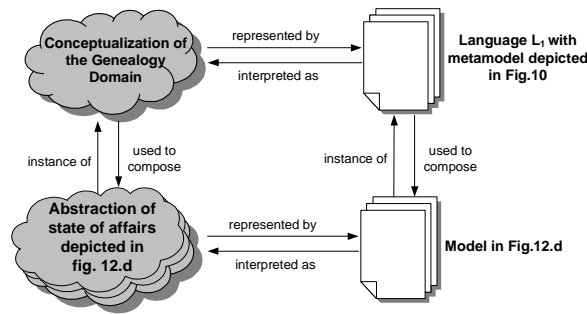 Conceptualization of
the Genealogy
Domain
represented by
interpreted as
Language L₁ with
metamodel depicted
in Fig.10
instance of
used to
compose
instance of
used to
compose
Abstraction of
state of affairs
depicted in
fig. 12.d
represented by
interpreted as
Model in Fig.12.d